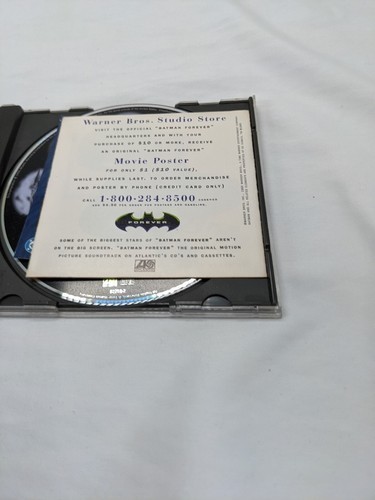 Warner Bros. Studio Store
VISIT THE OFFICIAL "BATMAN FOREVER"
HEADQUARTERS AND WITH YOUR
PURCHASE OF $10 OR MORE, RECEIVE
AN ORIGINAL "BATMAN FOREVER"
Movie Poster
FOR ONLY $1 ($10 VALUE),
WHILE SUPPLIES LAST. TO ORDER MERCHANDISE
AND POSTER BY PHONE (CREDIT CARD ONLY)
CALL 1-800-284-8500
FOREVER
SOME OF THE BIGGEST STARS OF "BATMAN FOREVER" AREN'T
ON THE BIG SCREEN. "BATMAN FOREVER" THE ORIGINAL MOTION
PICTURE SOUNDTRACK ON ATLANTIC'S CD'S AND CASSETTES.